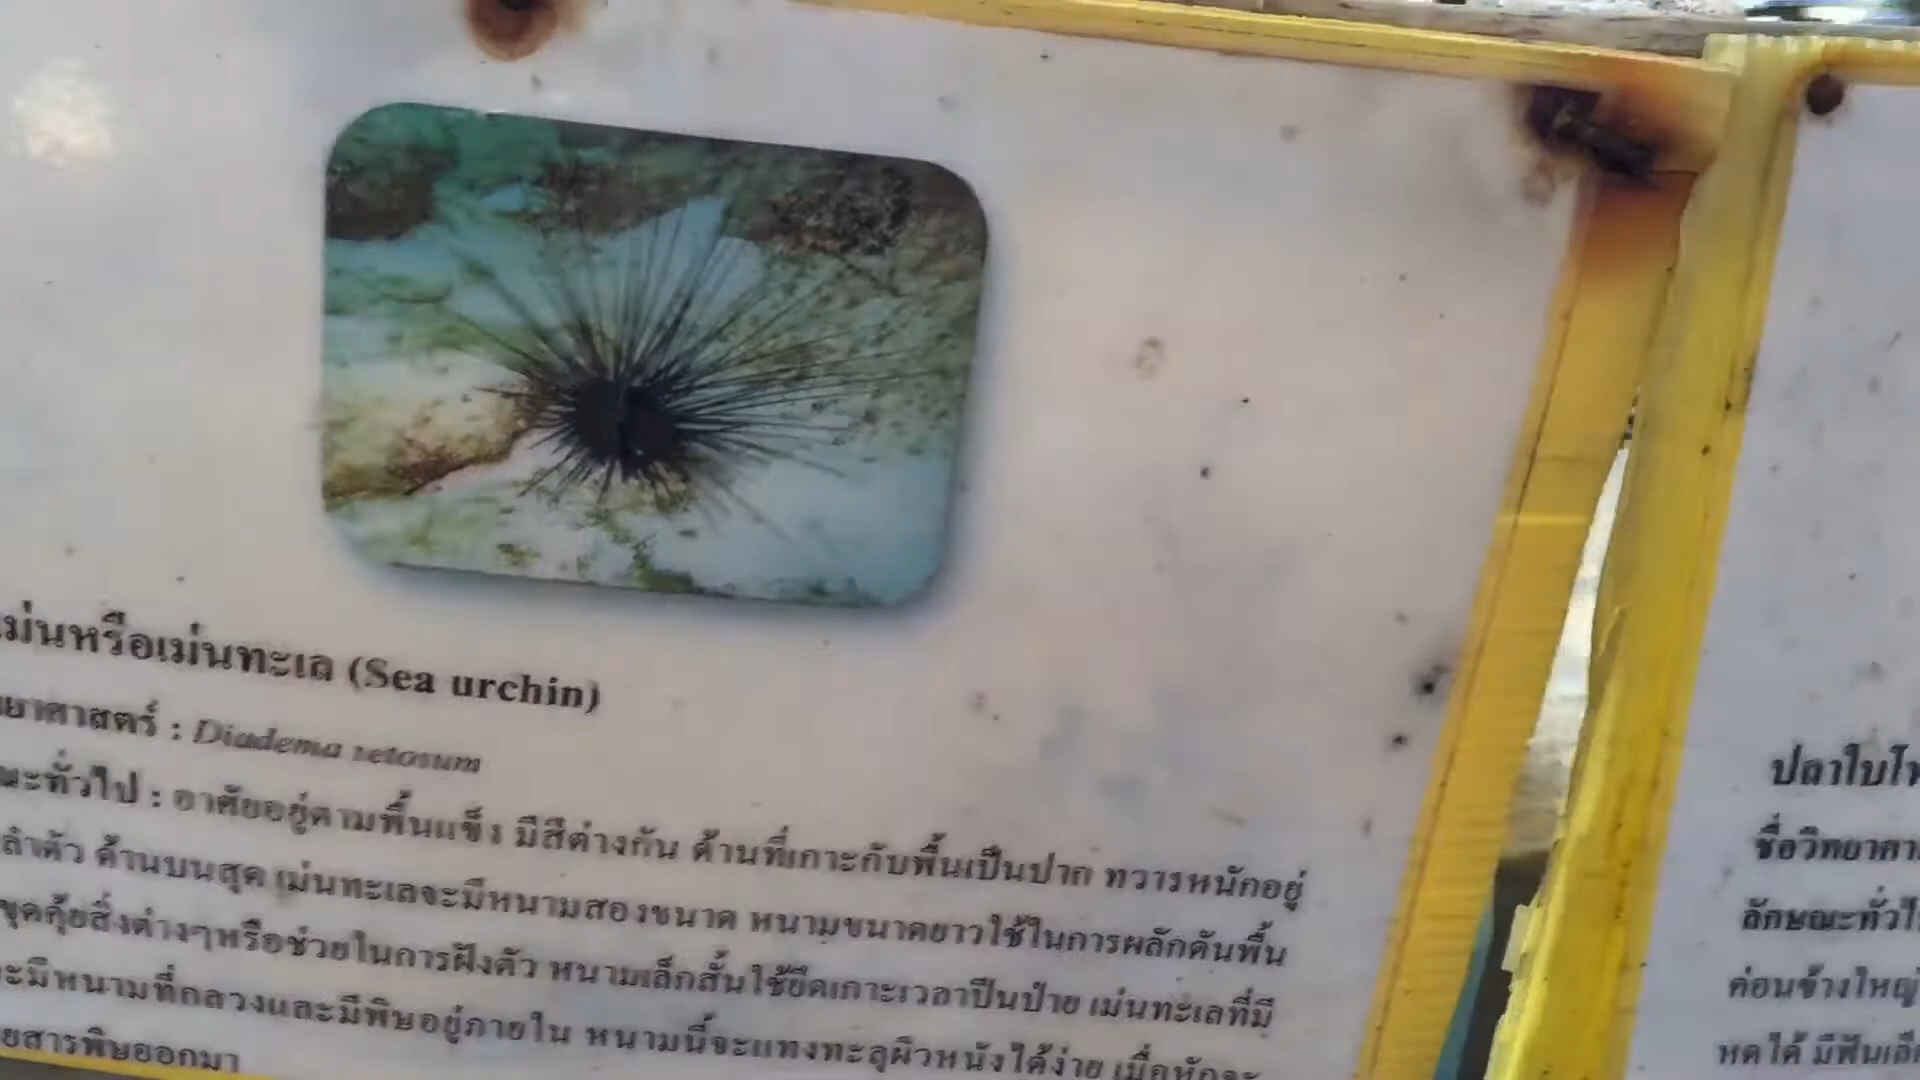 ม่นหรือเม่นทะเล (Sea urchin)
ยาศาสตร์ : Diadema setosum
ณะทั่วไป : อาศัยอยู่ตามพื้นแข็ง มีสีต่างกัน ด้านที่เกาะกับพื้นเป็นปาก ทวารหนักอยู่
ลำตัว ด้านบนสุด เม่นทะเลจะมีหนามสองขนาด หนามขนาดยาวใช้ในการผลักดันพื้น
ขุดคุ้ยสิ่งต่างๆหรือช่วยในการฝังตัว หนามเล็กสั้นใช้ยึดเกาะเวลาปีนป่าย เม่นทะเลที่มี
ะมีหนามที่กลวงและมีพิษอยู่ภายใน หนามนี้จะแทงทะลุผิวหนังได้ง่าย เมื่อหักจะ
ยสารพิษออกมา
ปลาใบโพ
ชื่อวิทยาศา
ลักษณะทั่วไ
ค่อนข้างใหญ่
หดได้ มีฟันเล็